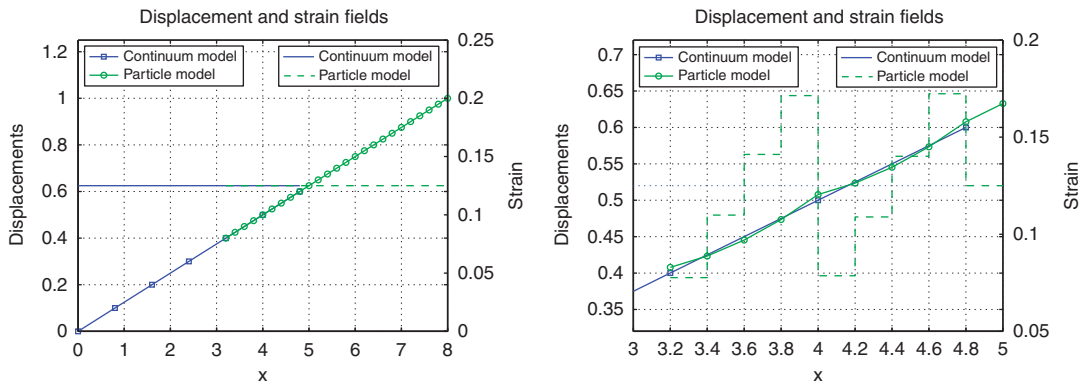 Displacement and strain fields
Continuum model
Particle model
Continuum model
Particle model
Displacements
1.2
1
0.8
0.6
0.4
0.2
0
0.25
0.2
0.15
0.1
0.05
0
Strain
0 1 2 3 4 5 6 7 8
x
Displacement and strain fields
Continuum model
Particle model
Continuum model
Particle model
Displacements
0.7
0.65
0.6
0.55
0.5
0.45
0.4
0.35
0.2
0.15
0.1
0.05
Strain
3 3.2 3.4 3.6 3.8 4 4.2 4.4 4.6 4.8 5
x